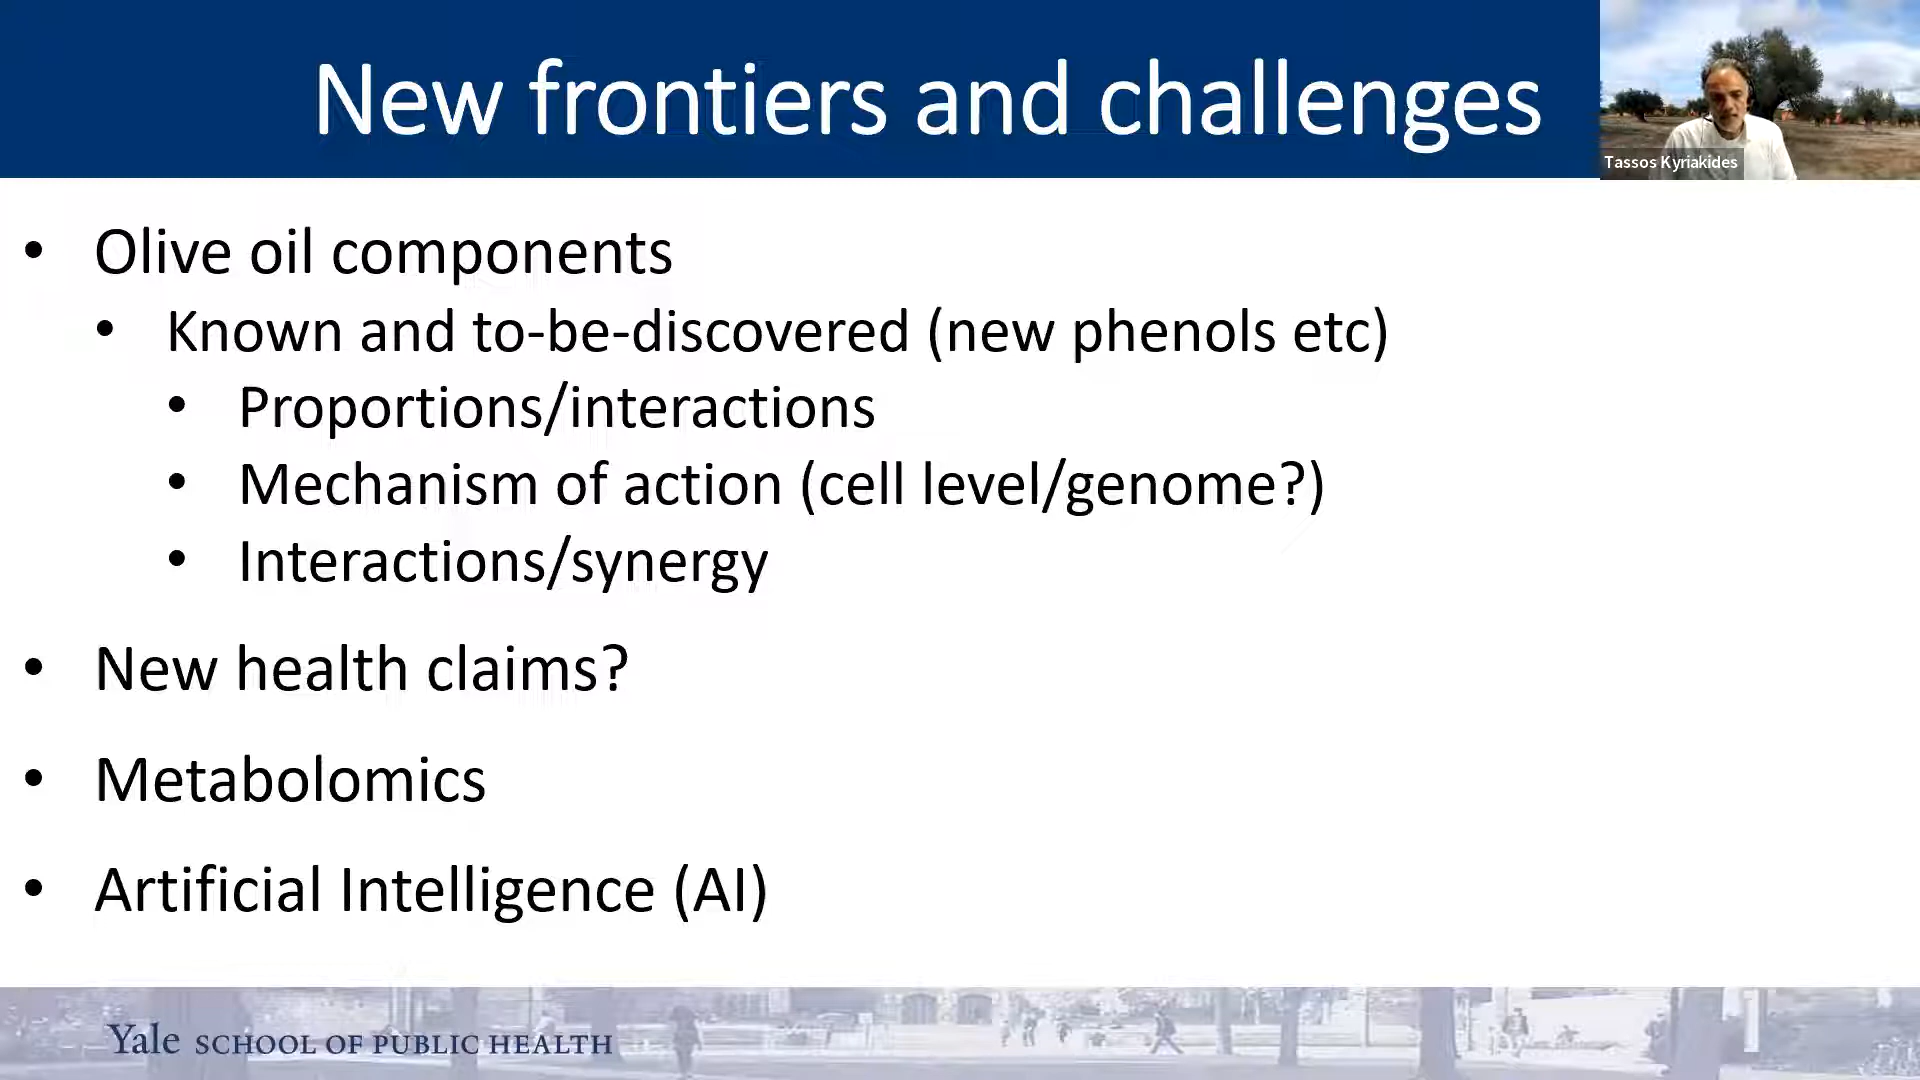 New frontiers and challenges
Tassos Kyriakides
• Olive oil components
• Known and to-be-discovered (new phenols etc)
• Proportions/interactions
• Mechanism of action (cell level/genome?)
• Interactions/synergy
• New health claims?
• Metabolomics
• Artificial Intelligence (AI)
Yale SCHOOL OF PUBLIC HEALTH